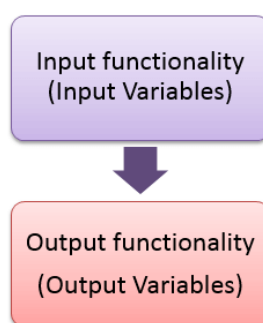 Input functionality
(Input Variables)
Output functionality
(Output Variables)